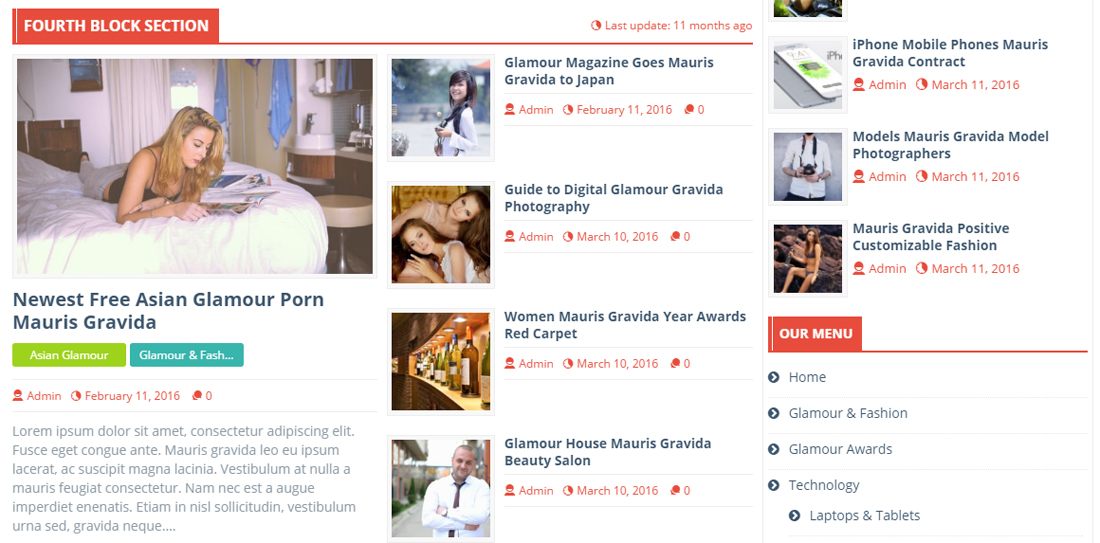 FOURTH BLOCK SECTION
Last update: 11 months ago
Newest Free Asian Glamour Porn
Mauris Gravida
Asian Glamour
Glamour & Fash...
Admin February 11, 2016 0
Lorem ipsum dolor sit amet, consectetur adipiscing elit.
Fusce eget congue ante. Mauris gravida leo eu ipsum
lacerat, ac suscipit magna lacinia. Vestibulum at nulla a
mauris feugiat consectetur. Nam nec est a augue
imperdiet enenatis. Etiam in nisl sollicitudin, vestibulum
urna sed, gravida neque....
Glamour Magazine Goes Mauris
Gravida to Japan
Admin February 11, 2016 0
Guide to Digital Glamour Gravida
Photography
Admin March 10, 2016 0
Women Mauris Gravida Year Awards
Red Carpet
Admin March 10, 2016 0
Glamour House Mauris Gravida
Beauty Salon
Admin March 10, 2016 0
iPhone Mobile Phones Mauris
Gravida Contract
Admin March 11, 2016
Models Mauris Gravida Model
Photographers
Admin March 11, 2016
Mauris Gravida Positive
Customizable Fashion
Admin March 11, 2016
OUR MENU
Home
Glamour & Fashion
Glamour Awards
Technology
Laptops & Tablets